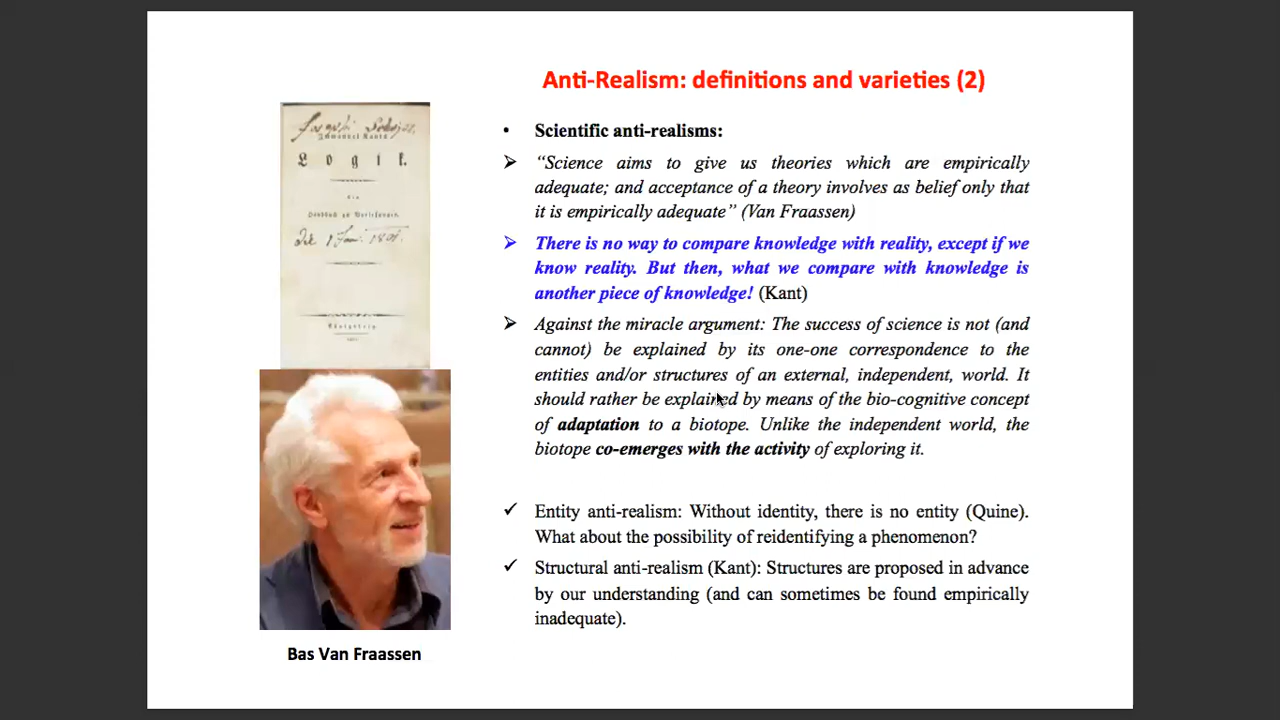 Anti-Realism: definitions and varieties (2)
Immanuel Kants
Logik.
Ein
Handbuch zu Vorlesungen.
Königsberg
Bas Van Fraassen
• Scientific anti-realisms:
➢ “Science aims to give us theories which are empirically
adequate; and acceptance of a theory involves as belief only that
it is empirically adequate” (Van Fraassen)
➢ There is no way to compare knowledge with reality, except if we
know reality. But then, what we compare with knowledge is
another piece of knowledge! (Kant)
➢ Against the miracle argument: The success of science is not (and
cannot) be explained by its one-one correspondence to the
entities and/or structures of an external, independent, world. It
should rather be explained by means of the bio-cognitive concept
of adaptation to a biotope. Unlike the independent world, the
biotope co-emerges with the activity of exploring it.
✓ Entity anti-realism: Without identity, there is no entity (Quine).
What about the possibility of reidentifying a phenomenon?
✓ Structural anti-realism (Kant): Structures are proposed in advance
by our understanding (and can sometimes be found empirically
inadequate).